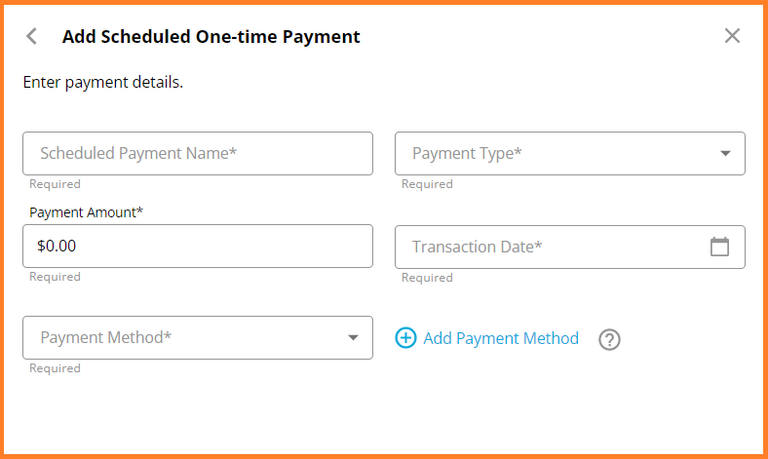 Add Scheduled One-time Payment
Enter payment details.
Scheduled Payment Name*
Required
Payment Type*
Required
Payment Amount*
$0.00
Required
Transaction Date*
Required
Payment Method*
Required
Add Payment Method ?